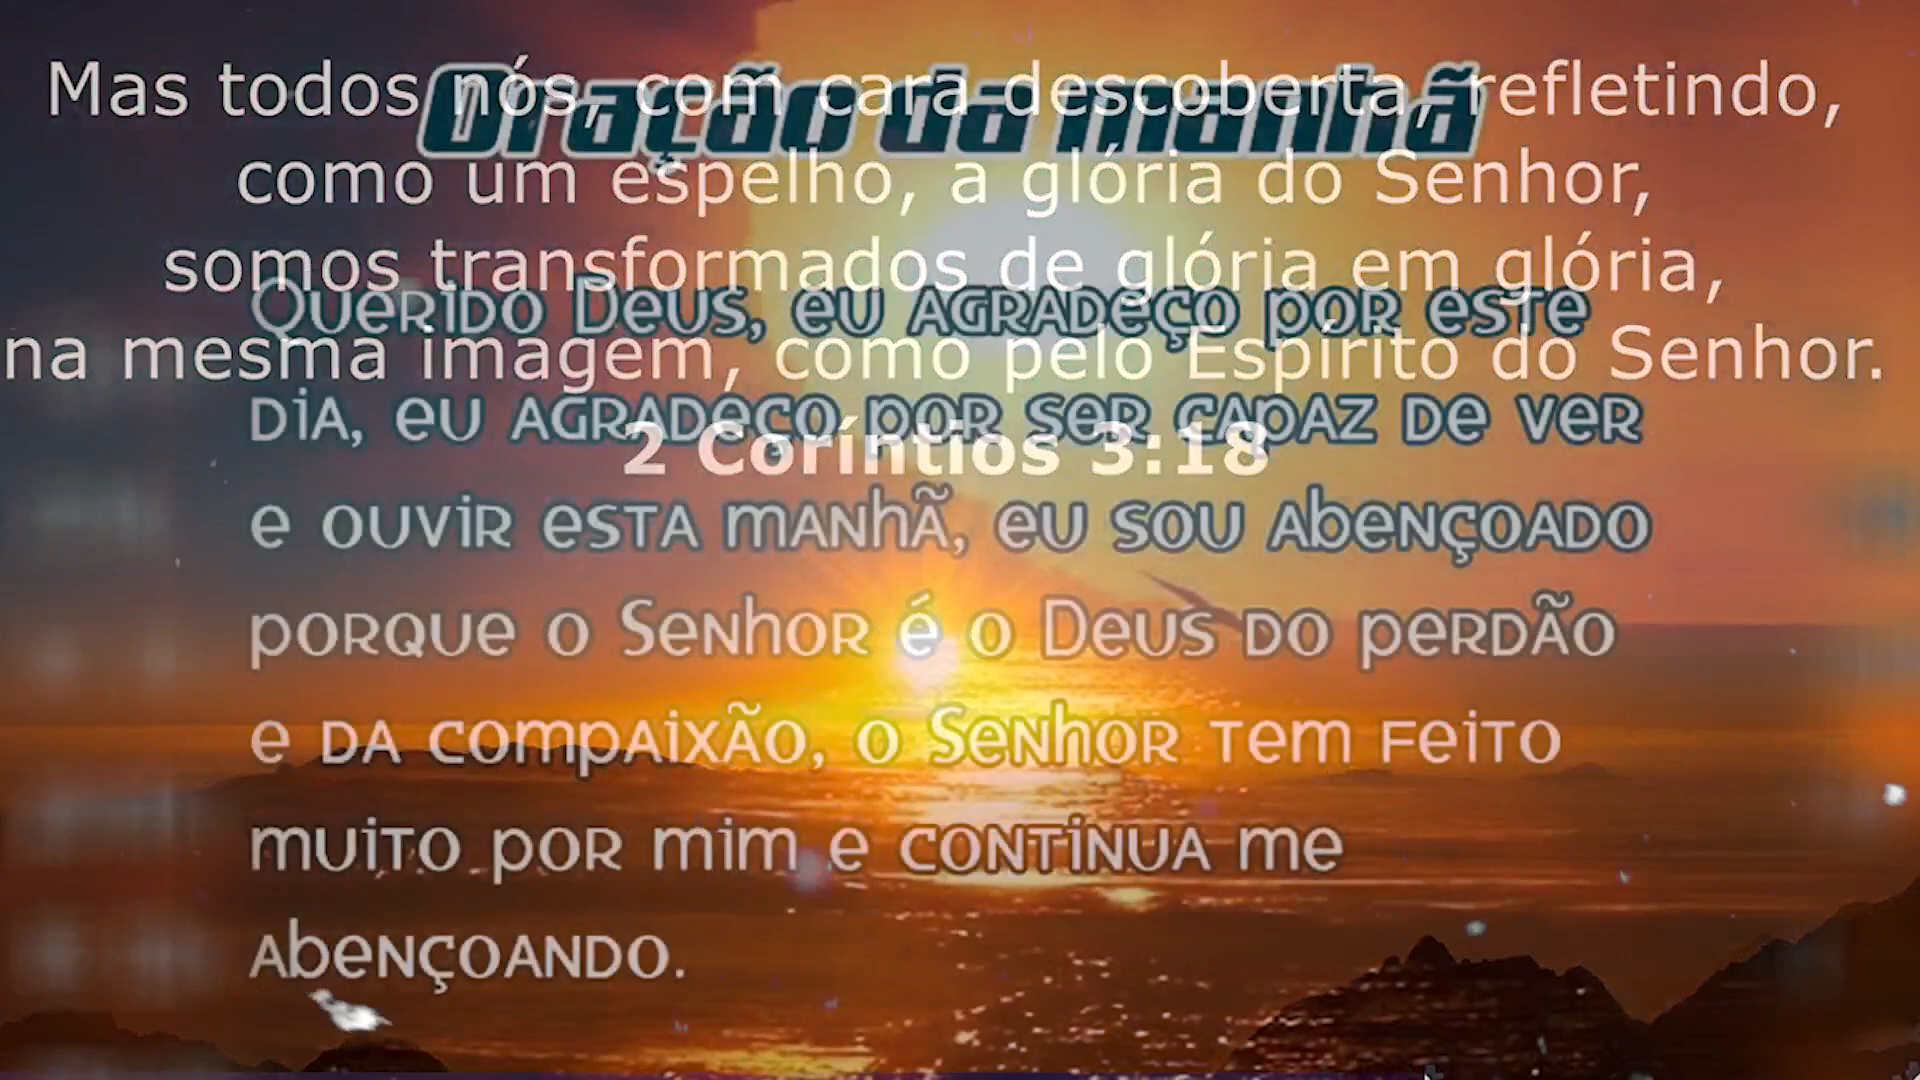 Mas todos nós, com cara descoberta, refletindo,
como um espelho, a glória do Senhor,
somos transformados de glória em glória,
na mesma imagem, como pelo Espírito do Senhor.
2 Coríntios 3:18
Oração da manhã
Querido Deus, eu agradeço por este
dia, eu agradeço por ser capaz de ver
e ouvir esta manhã, eu sou abençoado
porque o Senhor é o Deus do perdão
e da compaixão, o Senhor tem feito
muito por mim e continua me
abençoando.